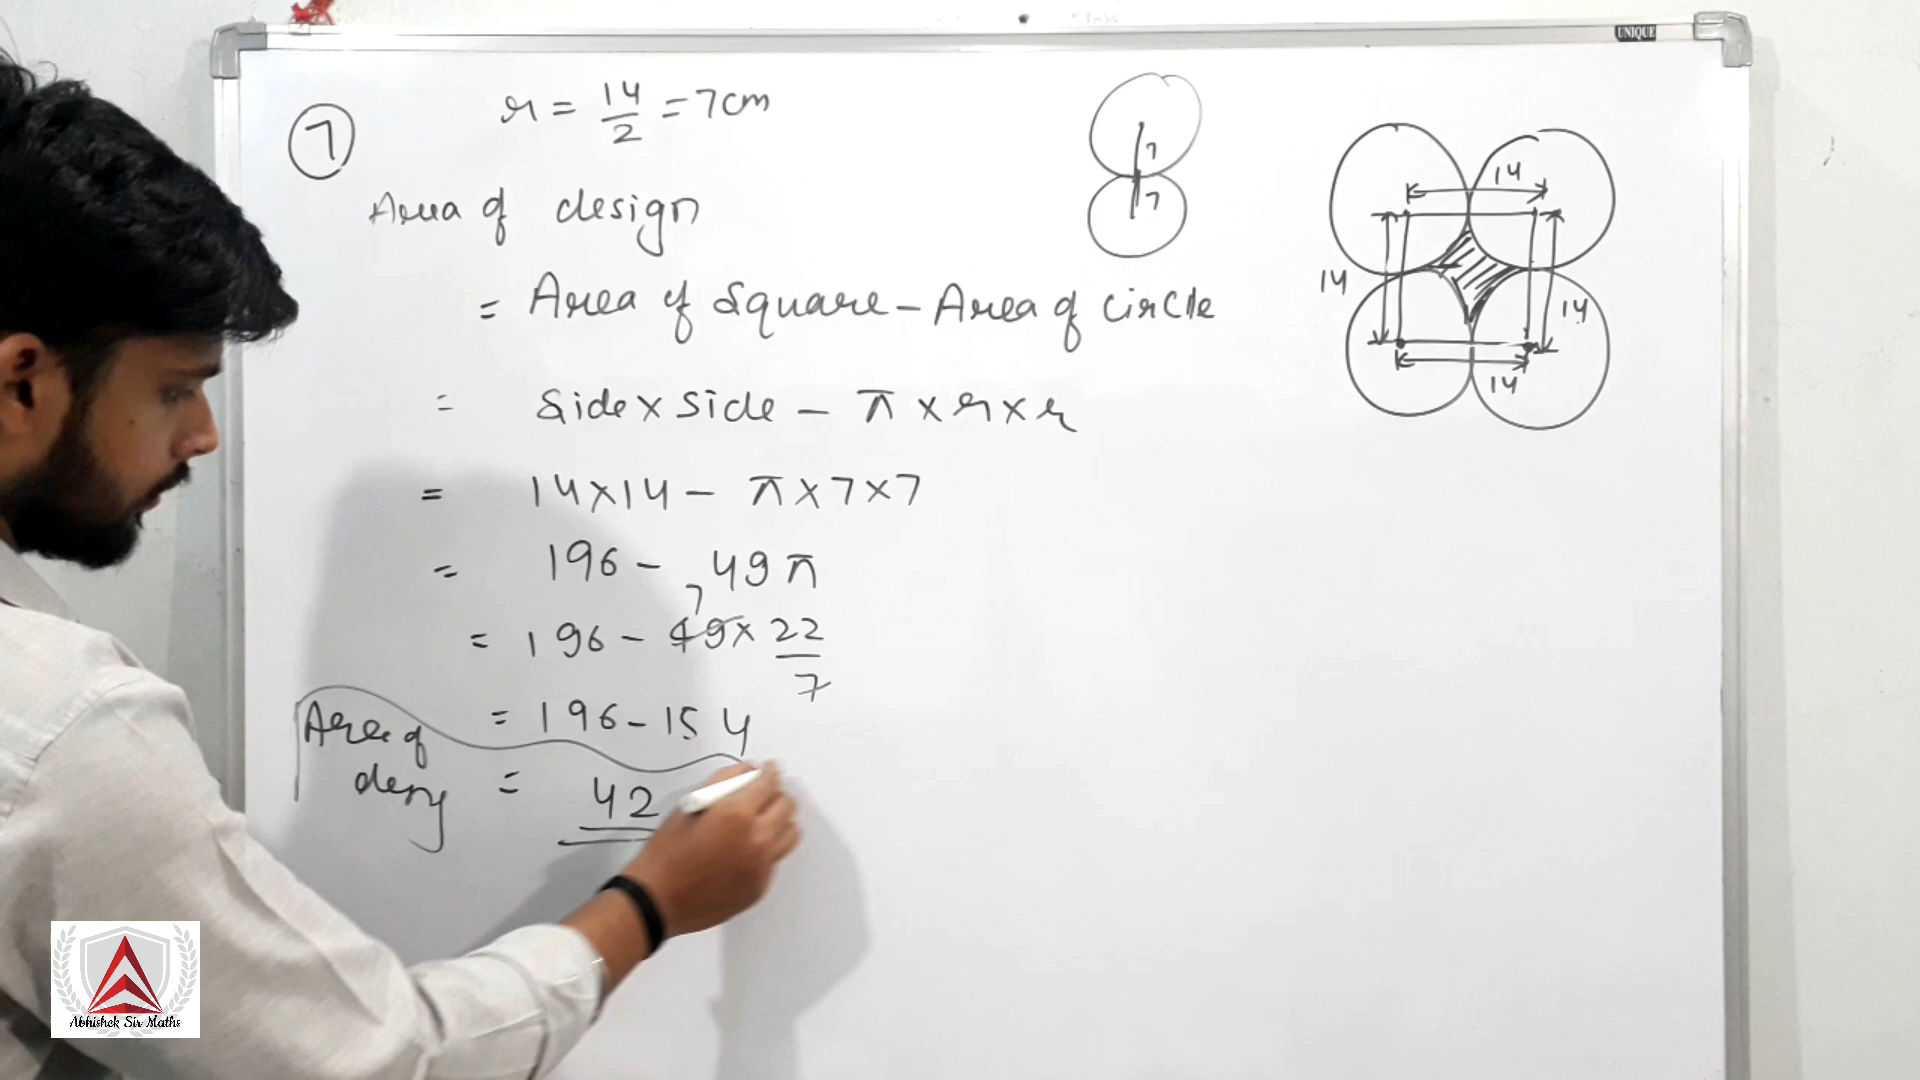 UNIQUE
7
r = 14/2 = 7cm
Area of design
= Area of Square - Area of circle
= Side x Side - π x r x r
= 14x14 - π x 7 x 7
= 196 - 49 π
7
= 196 - 49 x 22/7
= 196 - 154
Area of
= 42
7
7
14
14
14
14
Abhishek Sir Maths